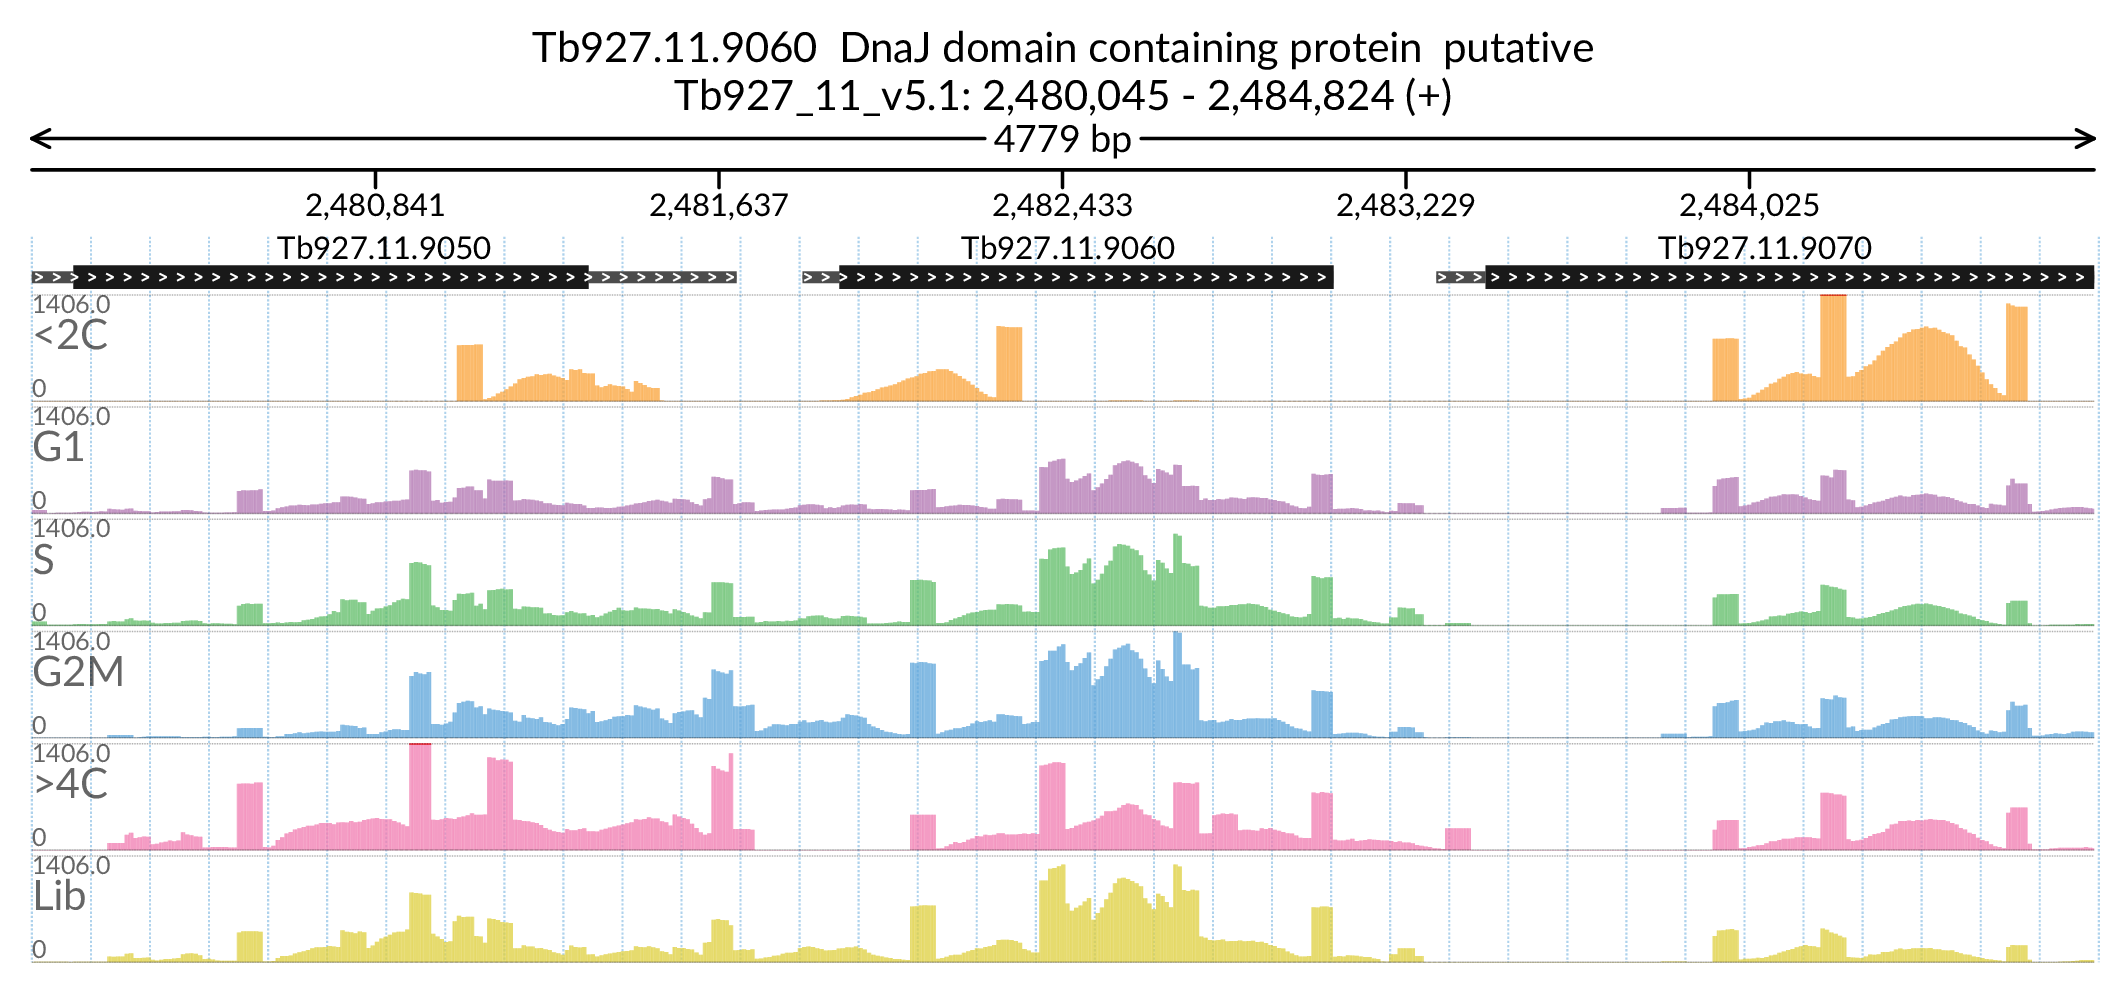 Tb927.11.9060  DnaJ domain containing protein  putative
Tb927_11_v5.1: 2,480,045 - 2,484,824 (+)
4779 bp
2,480,841 2,481,637 2,482,433 2,483,229 2,484,025
Tb927.11.9050 Tb927.11.9060 Tb927.11.9070
1406.0
<2C
0
1406.0
G1
0
1406.0
S
0
1406.0
G2M
0
1406.0
>4C
0
1406.0
Lib
0